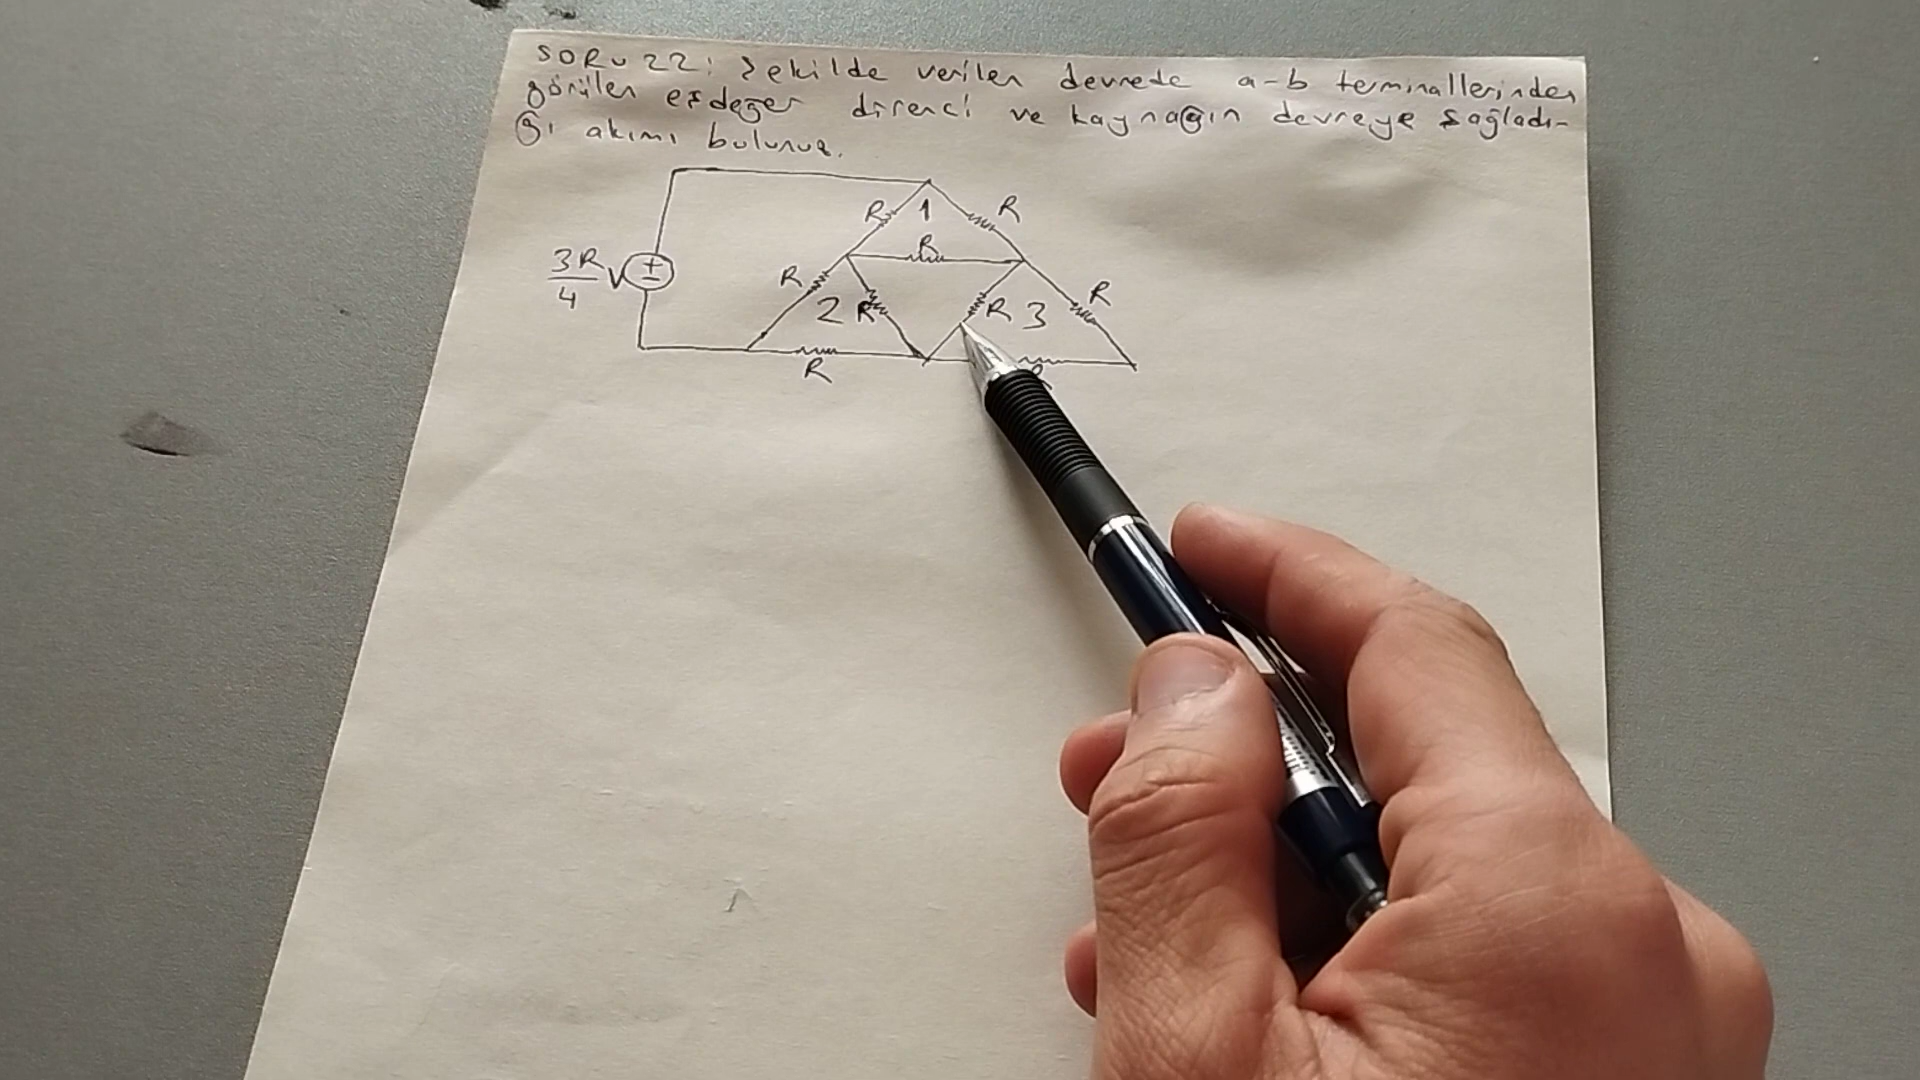 SORU 22: Şekilde verilen devrede a-b terminallerinden
görülen eşdeğer direnci ve kaynağın devreye sağladı-
ğı akımı bulunuz.
R 1 R
R
3R/4 V + -
R 2 R R 3 R
R R